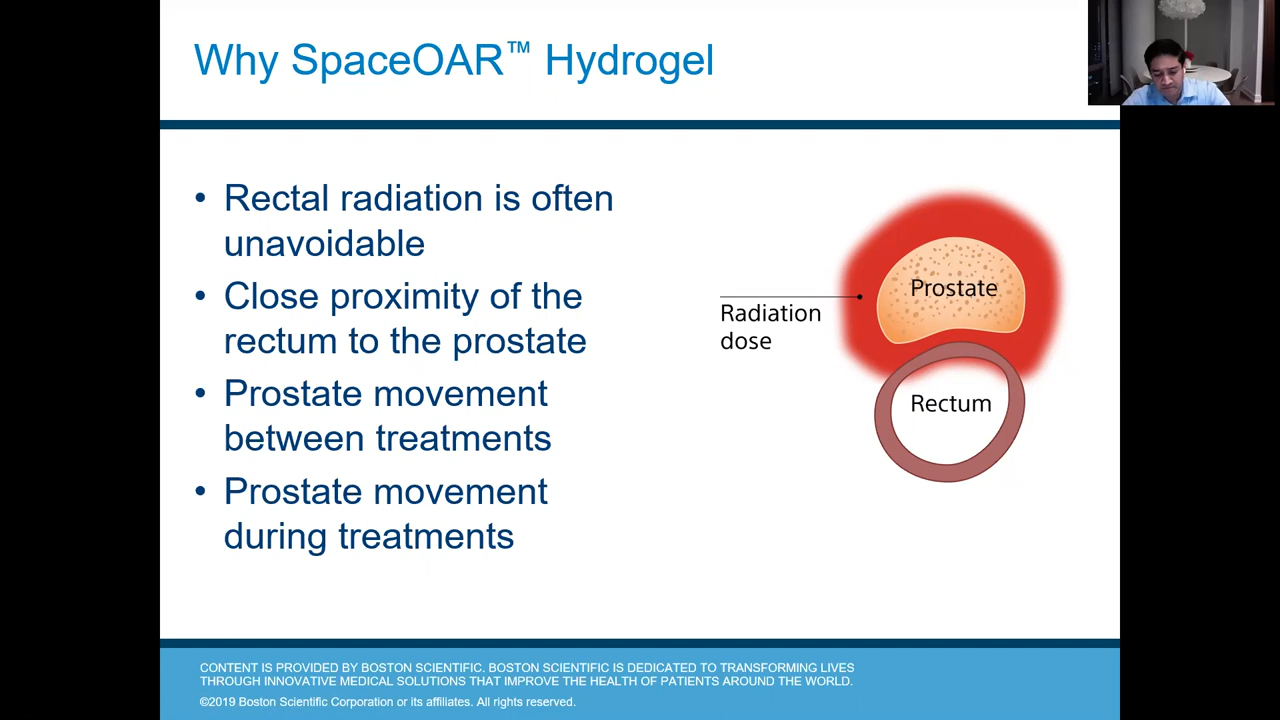 Why SpaceOAR™ Hydrogel
• Rectal radiation is often
unavoidable
• Close proximity of the
rectum to the prostate
• Prostate movement
between treatments
• Prostate movement
during treatments
Prostate
Radiation
dose
Rectum
CONTENT IS PROVIDED BY BOSTON SCIENTIFIC. BOSTON SCIENTIFIC IS DEDICATED TO TRANSFORMING LIVES
THROUGH INNOVATIVE MEDICAL SOLUTIONS THAT IMPROVE THE HEALTH OF PATIENTS AROUND THE WORLD.
©2019 Boston Scientific Corporation or its affiliates. All rights reserved.